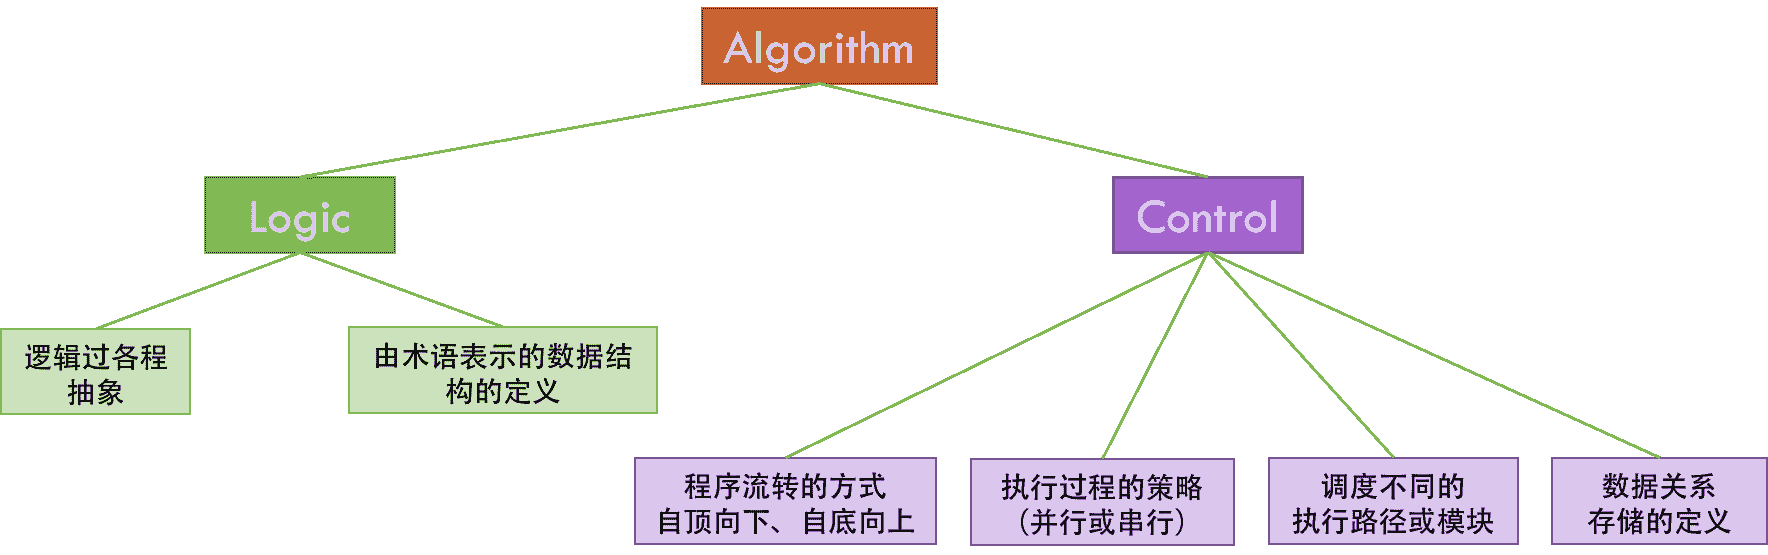 Algorithm
Logic
Control
逻辑过各程
抽象
由术语表示的数据结
构的定义
程序流转的方式
自顶向下、自底向上
执行过程的策略
（并行或串行）
调度不同的
执行路径或模块
数据关系
存储的定义